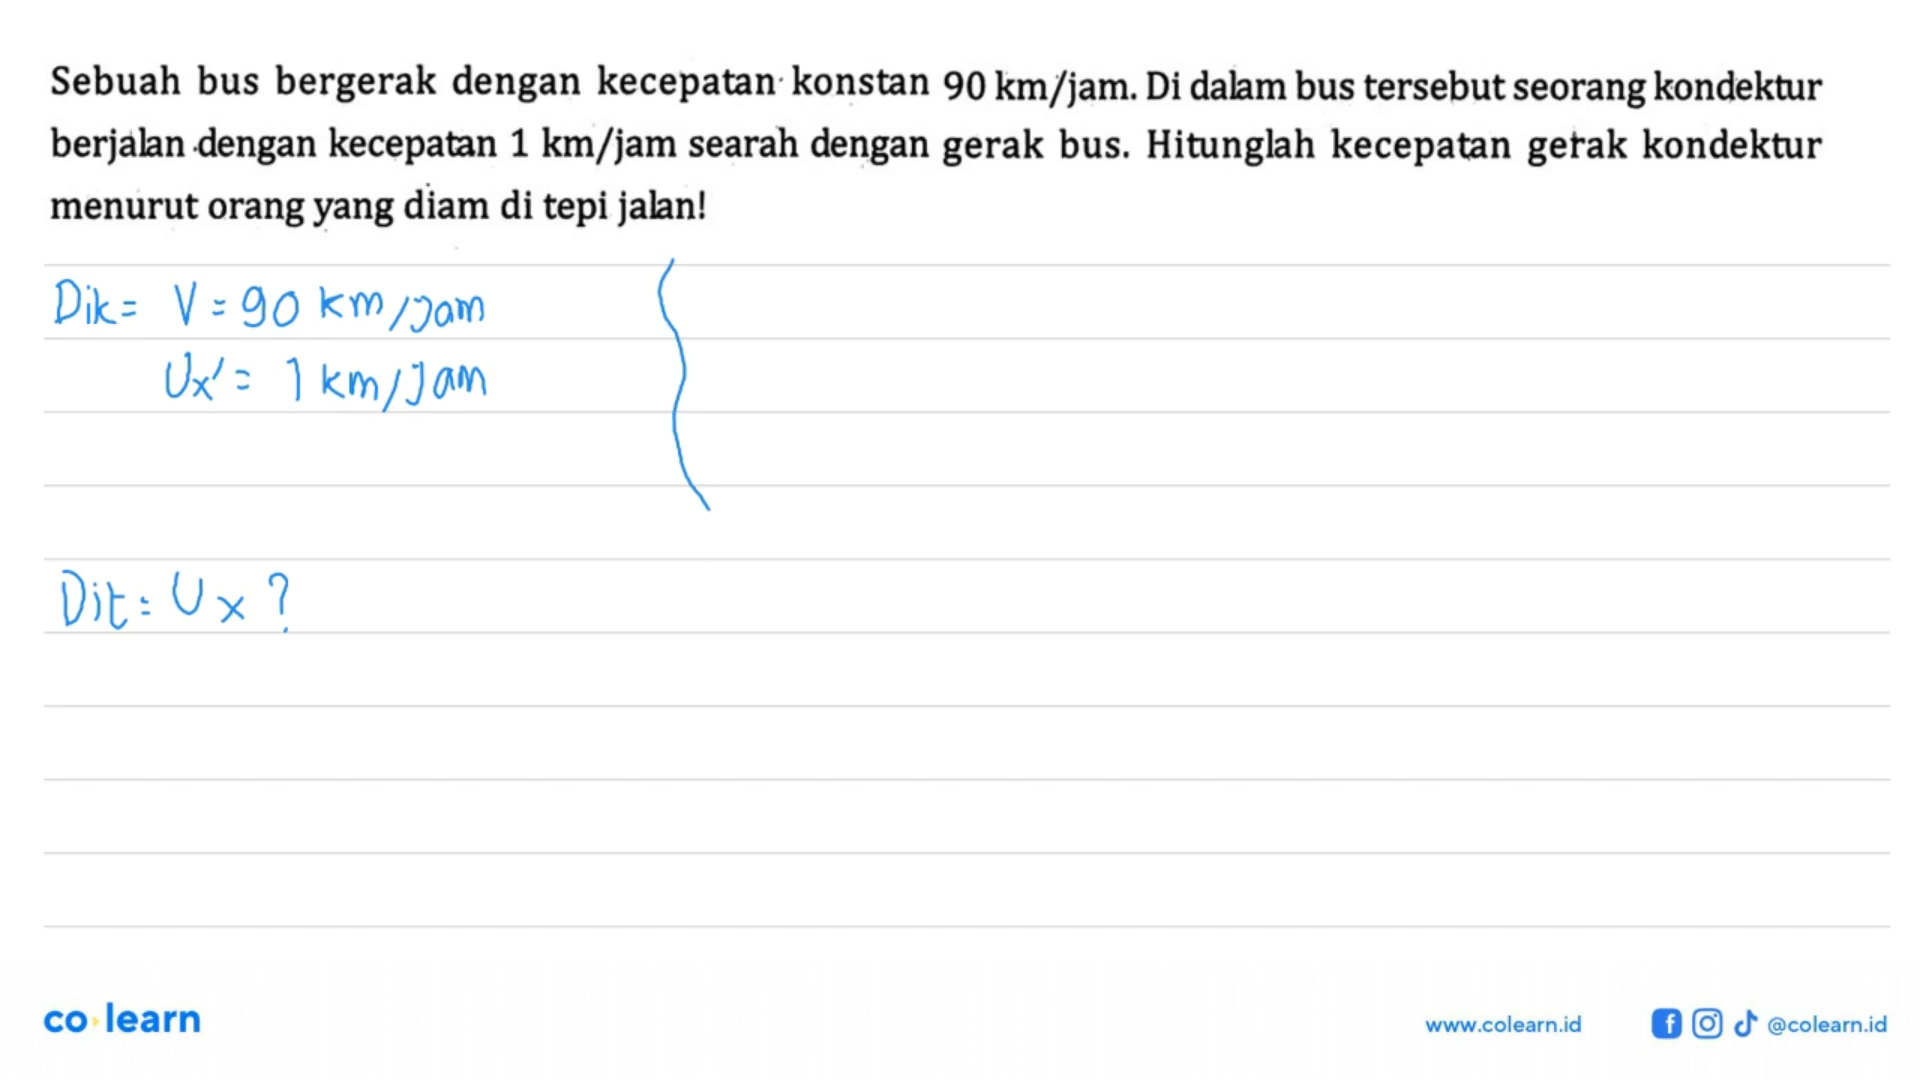 Sebuah bus bergerak dengan kecepatan konstan 90 km/jam. Di dalam bus tersebut seorang kondektur
berjalan dengan kecepatan 1 km/jam searah dengan gerak bus. Hitunglah kecepatan gerak kondektur
menurut orang yang diam di tepi jalan!
Dik = V = 90 km/jam
Ux' = 1 km/jam
Dit : Ux ?
co learn
www.colearn.id @colearn.id